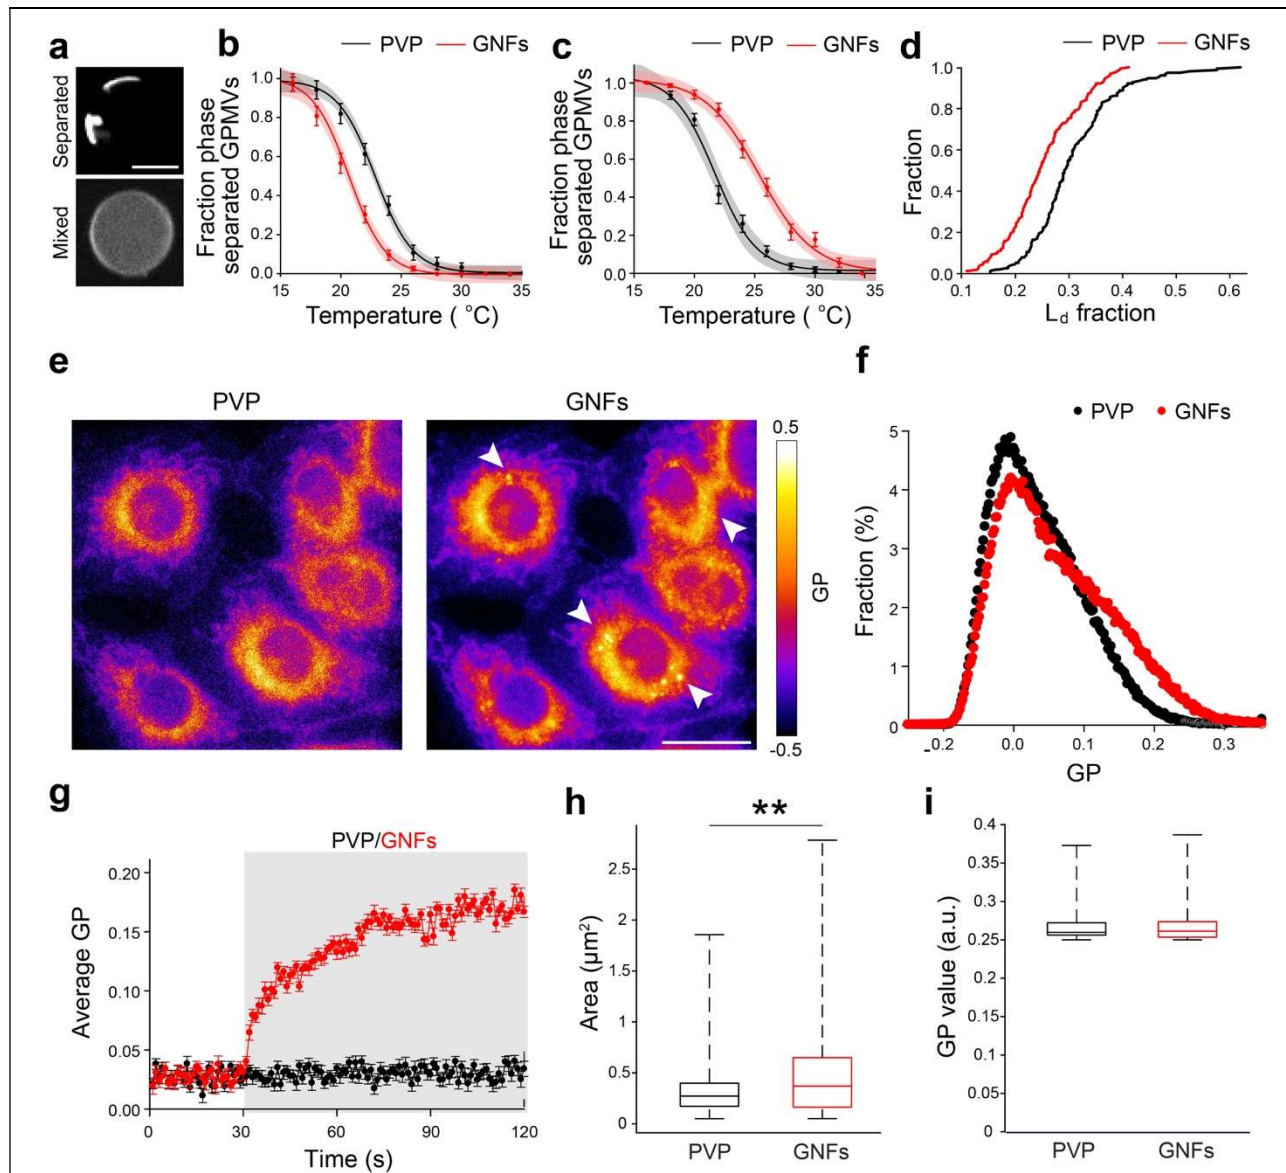 a
Separated
Mixed
b
PVP
GNFs
Fraction phase
separated GPMVs
1.0
0.8
0.6
0.4
0.2
0.0
15
20
25
30
35
Temperature ( °C)
c
PVP
GNFs
Fraction phase
separated GPMVs
1.0
0.8
0.6
0.4
0.2
0.0
15
20
25
30
35
Temperature ( °C)
d
PVP
GNFs
Fraction
1.0
0.8
0.6
0.4
0.2
0.0
0.1
0.2
0.3
0.4
0.5
0.6
Ld fraction
e
PVP
GNFs
0.5
GP
-0.5
f
PVP
GNFs
Fraction (%)
5
4
3
2
1
0
-0.2
0.0
0.1
0.2
0.3
GP
g
PVP/GNFs
Average GP
0.20
0.15
0.10
0.05
0.00
0
30
60
90
120
Time (s)
h
**
Area (µm²)
2.5
2
1.5
1
0.5
0
PVP
GNFs
i
GP value (a.u.)
0.4
0.35
0.3
0.25
0.2
0.15
0.1
0.05
0
PVP
GNFs